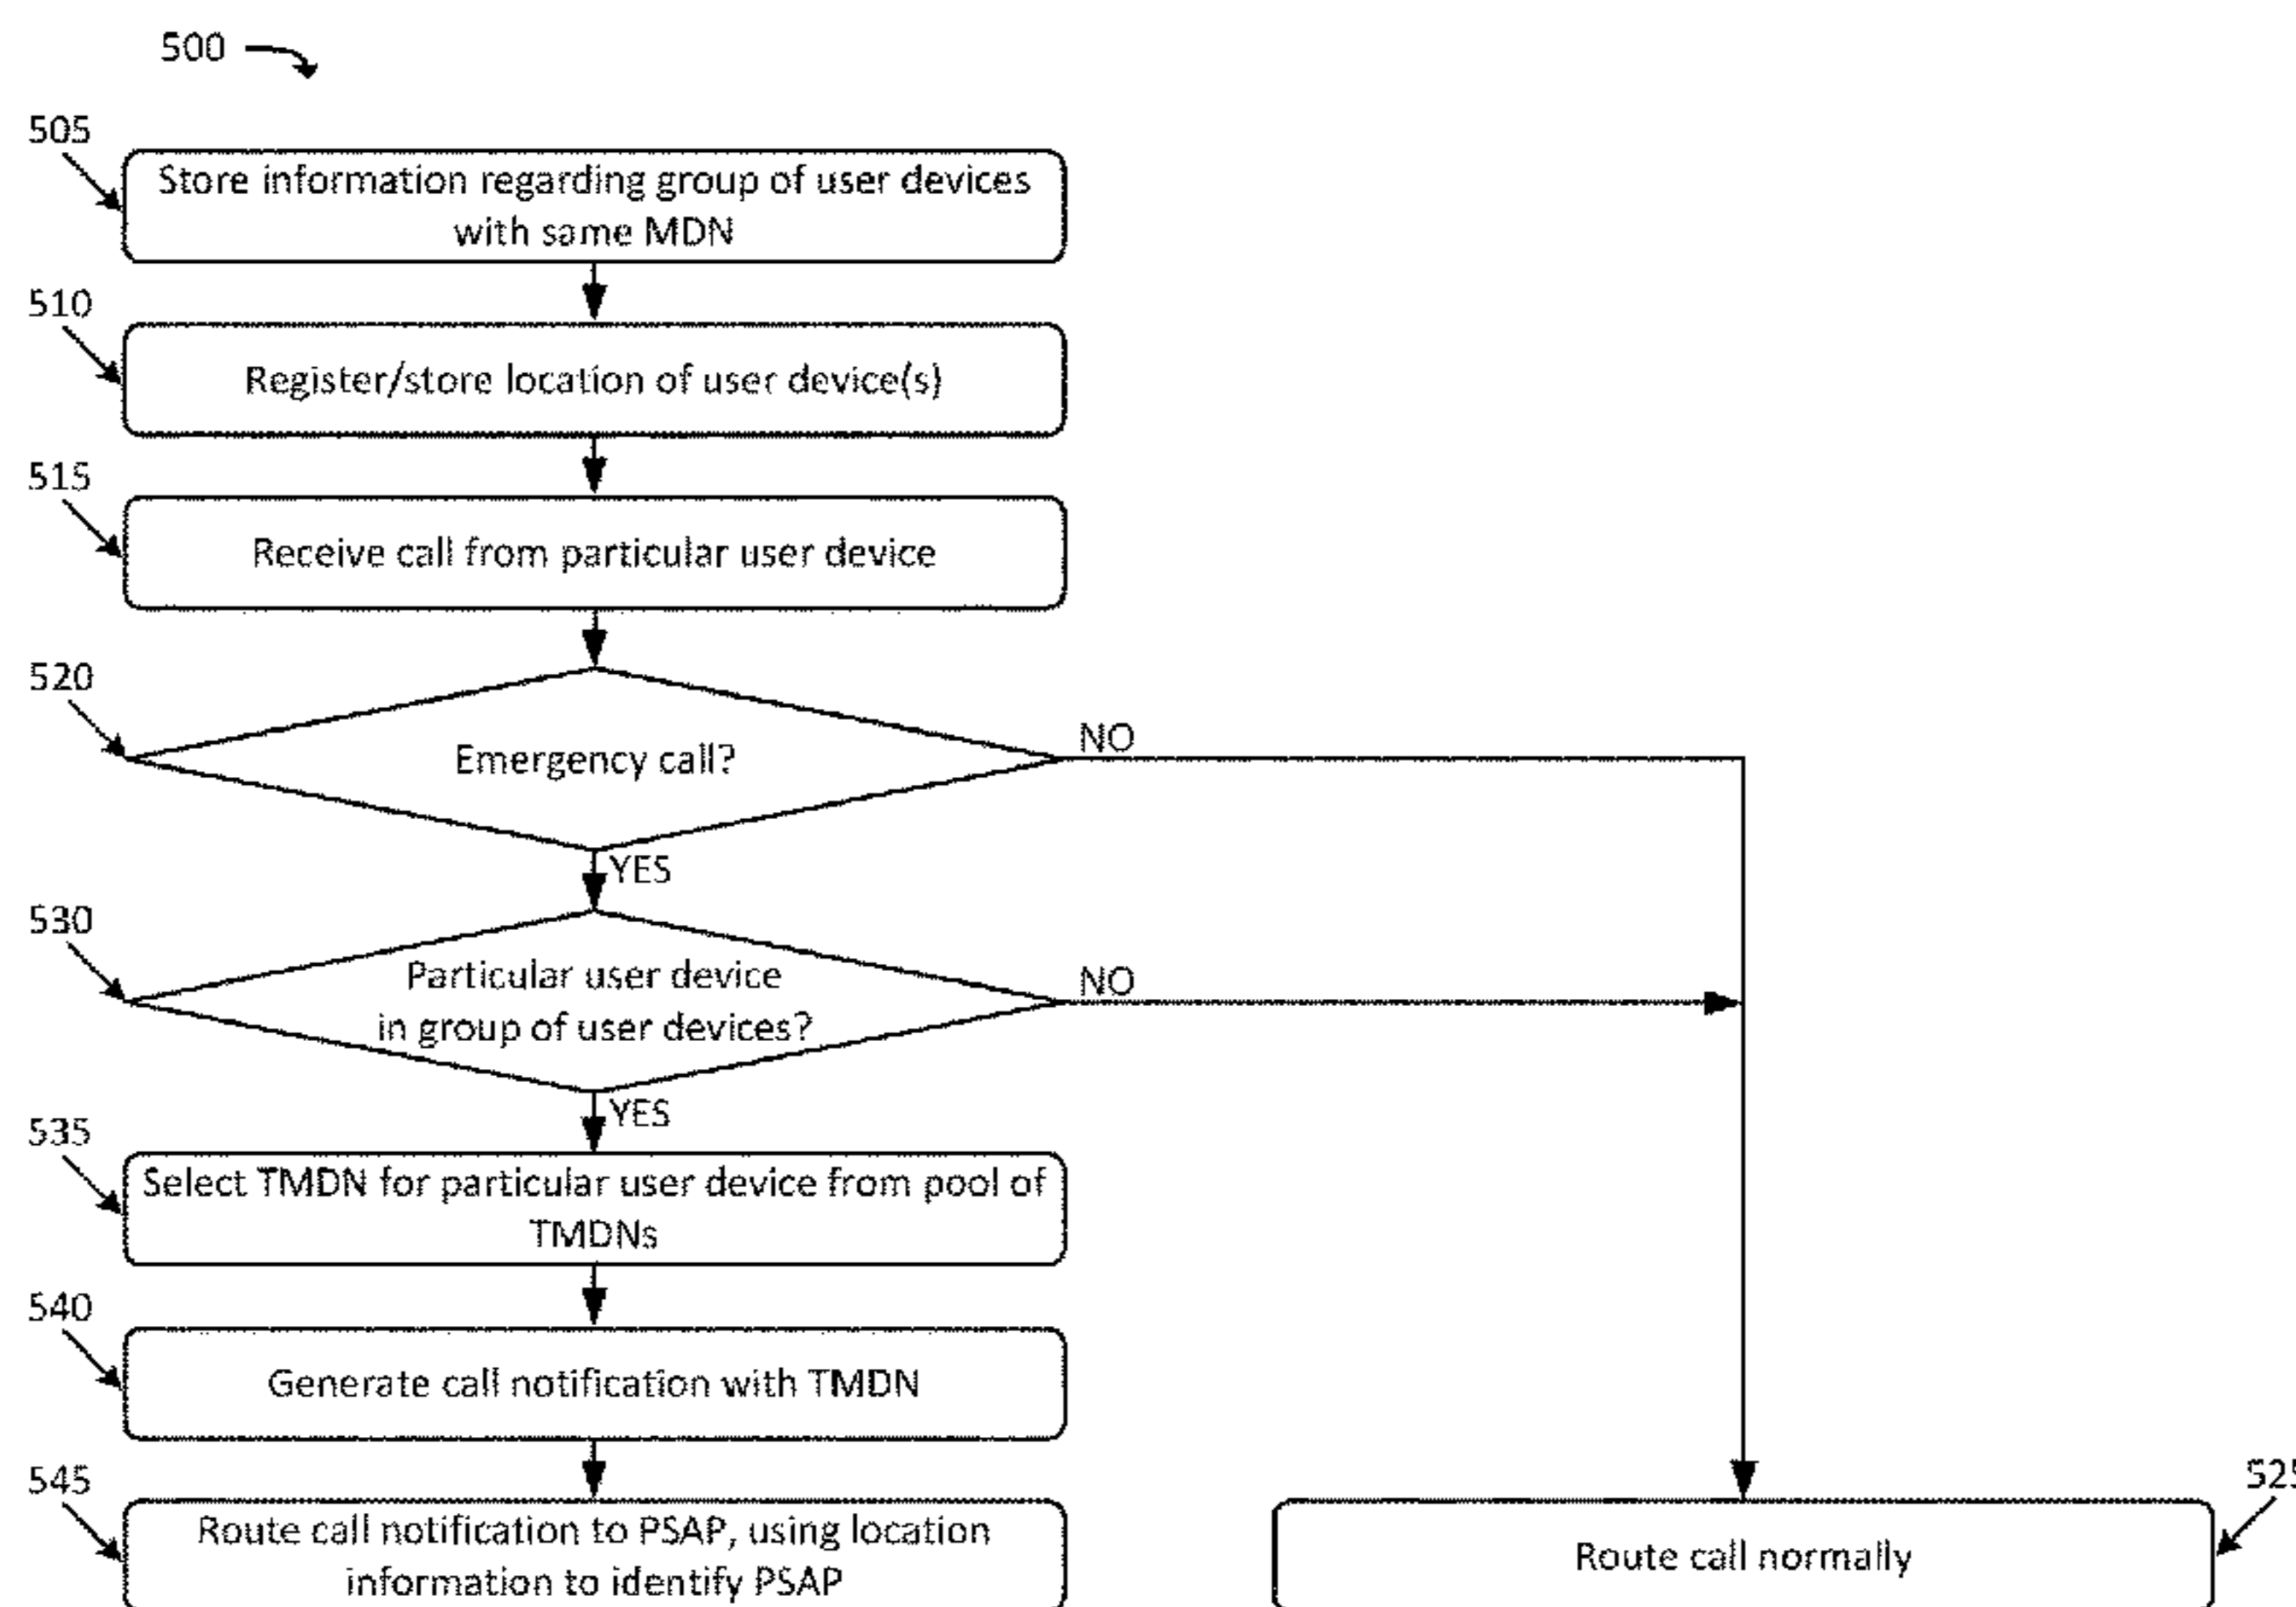 500
505
Store information regarding group of user devices
with same MDN
510
Register/store location of user device(s)
515
Receive call from particular user device
520
Emergency call?
NO
YES
530
Particular user device
in group of user devices?
NO
YES
535
Select TMDN for particular user device from pool of
TMDNs
540
Generate call notification with TMDN
545
Route call notification to PSAP, using location
information to identify PSAP
525
Route call normally